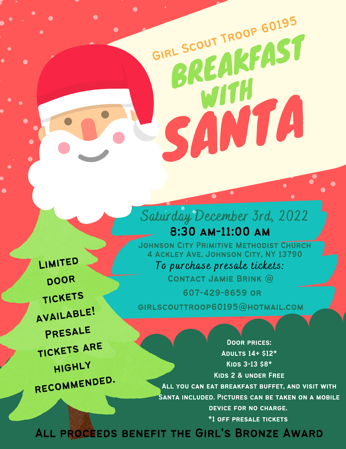 Girl Scout Troop 60195
BREAKFAST
WITH
SANTA
Saturday December 3rd, 2022
8:30 AM-11:00 AM
Johnson City Primitive Methodist Church
4 Ackley Ave, Johnson City, NY 13790
To purchase presale tickets:
Contact Jamie Brink @
607-429-8659 or
girlscouttroop60195@hotmail.com
Limited
door
tickets
available!
Presale
tickets are
highly
recommended.
Door prices:
Adults 14+ $12*
Kids 3-13 $8*
Kids 2 & under Free
All you can eat breakfast buffet, and visit with
Santa included. Pictures can be taken on a mobile
device for no charge.
*1 off presale tickets
All proceeds benefit the Girl's Bronze Award